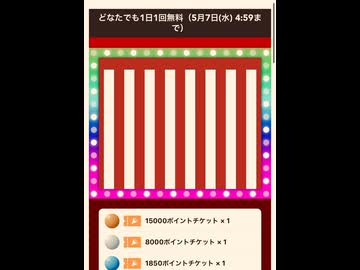 どなたでも1日1回無料（5月7日(水) 4:59ま
で）
15000ポイントチケット × 1
8000ポイントチケット × 1
1850ポイントチケット × 1